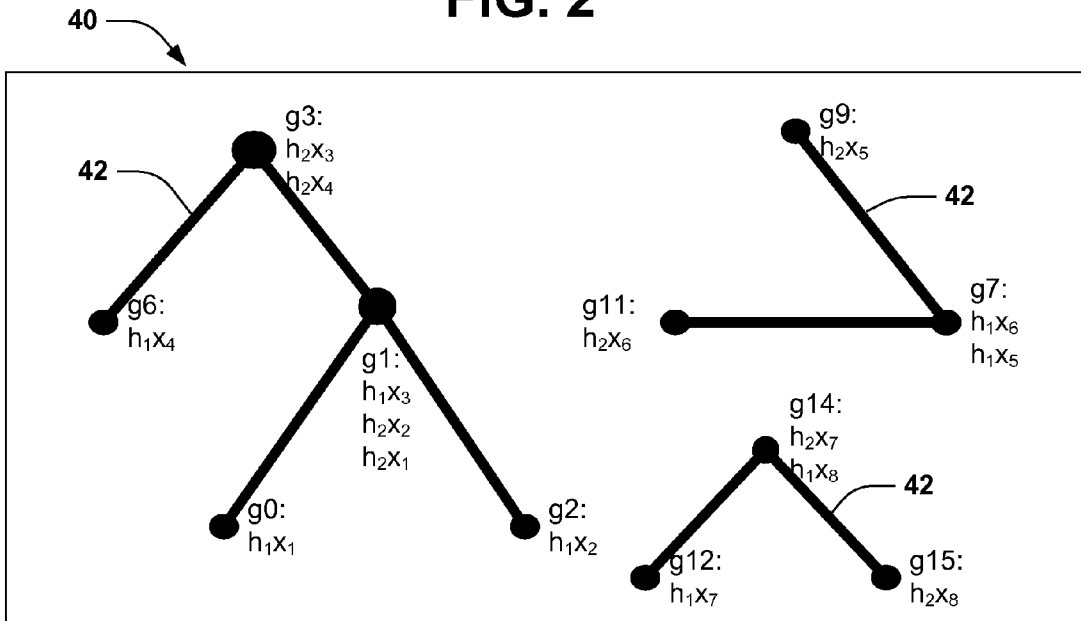 FIG. 2
40
g3:
h₂x₃
h₂x₄
42
g6:
h₁x₄
g1:
h₁x₃
h₂x₂
h₂x₁
g0:
h₁x₁
g2:
h₁x₂
g9:
h₂x₅
42
g11:
h₂x₆
g7:
h₁x₆
h₁x₅
g14:
h₂x₇
h₁x₈
42
g12:
h₁x₇
g15:
h₂x₈